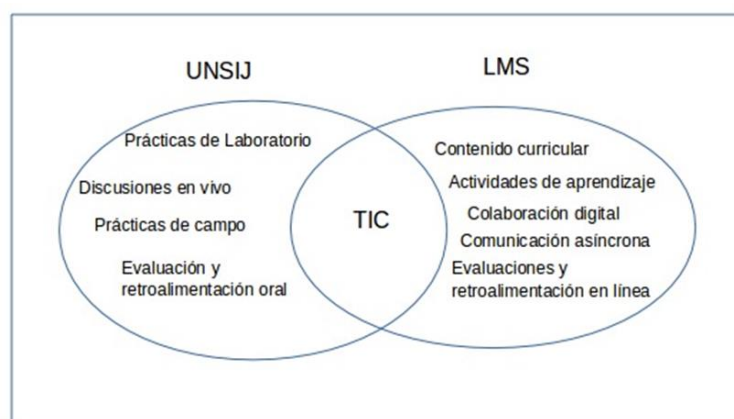 UNSIJ
LMS
Prácticas de Laboratorio
Discusiones en vivo
Prácticas de campo
Evaluación y
retroalimentación oral
TIC
Contenido curricular
Actividades de aprendizaje
Colaboración digital
Comunicación asíncrona
Evaluaciones y
retroalimentación en línea